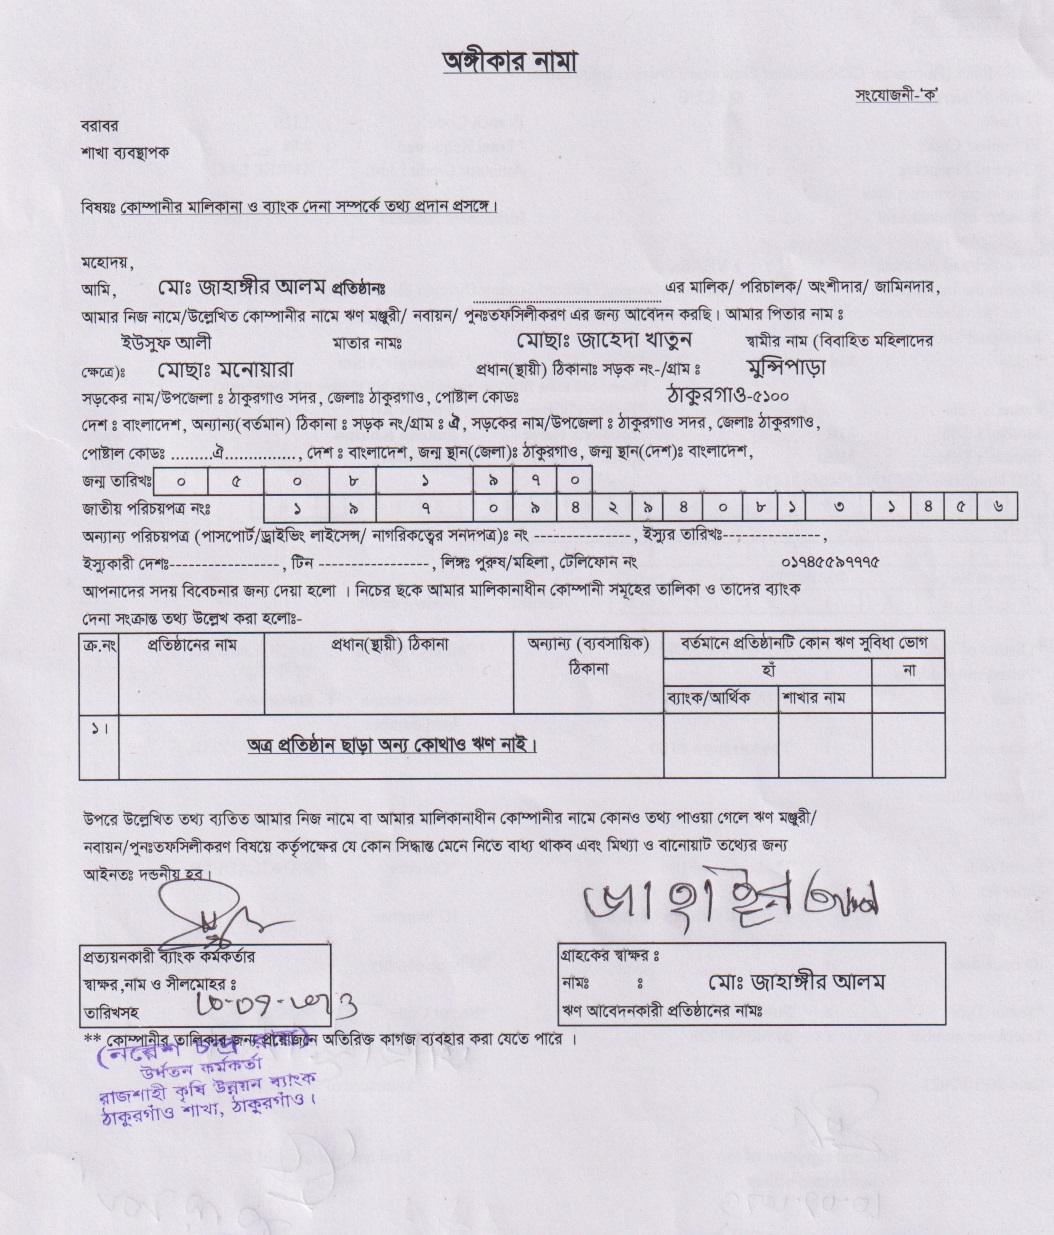 অঙ্গীকার নামা
সংযোজনী-'ক'
বরাবর
শাখা ব্যবস্থাপক
বিষয়ঃ কোম্পানীর মালিকানা ও ব্যাংক দেনা সম্পর্কে তথ্য প্রদান প্রসঙ্গে।
মহোদয়,
আমি, মোঃ জাহাঙ্গীর আলম প্রতিষ্ঠানঃ ........................................ এর মালিক/ পরিচালক/ অংশীদার/ জামিনদার,
আমার নিজ নামে/উল্লেখিত কোম্পানীর নামে ঋণ মঞ্জুরী/ নবায়ন/ পুনঃতফসিলীকরণ এর জন্য আবেদন করছি। আমার পিতার নাম ঃ
ইউসুফ আলী মাতার নামঃ মোছাঃ জাহেদা খাতুন স্বামীর নাম (বিবাহিত মহিলাদের
ক্ষেত্রে)ঃ মোছাঃ মনোয়ারা প্রধান(স্থায়ী) ঠিকানাঃ সড়ক নং-/গ্রাম ঃ মুন্সিপাড়া
সড়কের নাম/উপজেলা ঃ ঠাকুরগাও সদর, জেলাঃ ঠাকুরগাও, পোষ্টাল কোডঃ ঠাকুরগাও-৫১০০
দেশ ঃ বাংলাদেশ, অন্যান্য(বর্তমান) ঠিকানা ঃ সড়ক নং/গ্রাম ঃ ঐ, সড়কের নাম/উপজেলা ঃ ঠাকুরগাও সদর, জেলাঃ ঠাকুরগাও,
পোষ্টাল কোডঃ ........ঐ.............., দেশ ঃ বাংলাদেশ, জন্ম স্থান(জেলা)ঃ ঠাকুরগাও, জন্ম স্থান(দেশ)ঃ বাংলাদেশ,
জন্ম তারিখঃ ০ ৫ ০ ৮ ১ ৯ ৭ ০
জাতীয় পরিচয়পত্র নংঃ ১ ৯ ৭ ০ ৯ ৪ ২ ৯ ৪ ০ ৮ ১ ৩ ১ ৪ ৫ ৬
অন্যান্য পরিচয়পত্র (পাসপোর্ট/ড্রাইভিং লাইসেন্স/ নাগরিকত্বের সনদপত্র)ঃ নং ---------------, ইস্যুর তারিখঃ---------------,
ইস্যুকারী দেশঃ-----------------, টিন -----------------, লিঙ্গঃ পুরুষ/মহিলা, টেলিফোন নং ০১৭৪৫৫৯৭৭৭৫
আপনাদের সদয় বিবেচনার জন্য দেয়া হলো । নিচের ছকে আমার মালিকানাধীন কোম্পানী সমূহের তালিকা ও তাদের ব্যাংক
দেনা সংক্রান্ত তথ্য উল্লেখ করা হলোঃ-
ক্র.নং প্রতিষ্ঠানের নাম প্রধান(স্থায়ী) ঠিকানা অন্যান্য (ব্যবসায়িক) বর্তমানে প্রতিষ্ঠানটি কোন ঋণ সুবিধা ভোগ
ঠিকানা হাঁ না
ব্যাংক/আর্থিক শাখার নাম
১।
অত্র প্রতিষ্ঠান ছাড়া অন্য কোথাও ঋণ নাই।
উপরে উল্লেখিত তথ্য ব্যতিত আমার নিজ নামে বা আমার মালিকানাধীন কোম্পানীর নামে কোনও তথ্য পাওয়া গেলে ঋণ মঞ্জুরী/
নবায়ন/পুনঃতফসিলীকরণ বিষয়ে কর্তৃপক্ষের যে কোন সিদ্ধান্ত মেনে নিতে বাধ্য থাকব এবং মিথ্যা ও বানোয়াট তথ্যের জন্য
আইনতঃ দন্ডনীয় হব।
প্রত্যয়নকারী ব্যাংক কর্মকর্তার
স্বাক্ষর,নাম ও সীলমোহর ঃ
তারিখসহ
গ্রাহকের স্বাক্ষর ঃ
নামঃ ঃ মোঃ জাহাঙ্গীর আলম
ঋণ আবেদনকারী প্রতিষ্ঠানের নামঃ
** কোম্পানীর তালিকার জন্য প্রয়োজনে অতিরিক্ত কাগজ ব্যবহার করা যেতে পারে ।
(নরেশ চন্দ্র
উর্ধতন কর্মকর্তা
রাজশাহী কৃষি উন্নয়ন ব্যাংক
ঠাকুরগাঁও শাখা, ঠাকুরগাঁও।